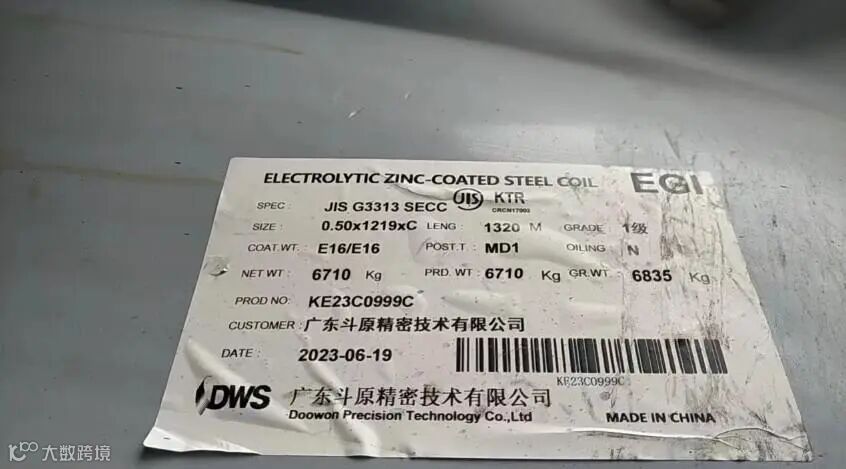 ELECTROLYTIC ZINC-COATED STEEL COIL EGI
SPEC: JIS G3313 SECC JIS KTR
CRCN17003
SIZE: 0.50x1219xC LENG: 1320 M GRADE 1级
COAT.WT: E16/E16 POST.T.: MD1 OILING: N
NET WT: 6710 Kg PRD. WT: 6710 Kg GR.WT. 6835 Kg
PROD NO: KE23C0999C
CUSTOMER: 广东斗原精密技术有限公司
DATE: 2023-06-19
KE23C0999C
DWS 广东斗原精密技术有限公司
Doowon Precision Technology Co.,Ltd MADE IN CHINA
大数跨境